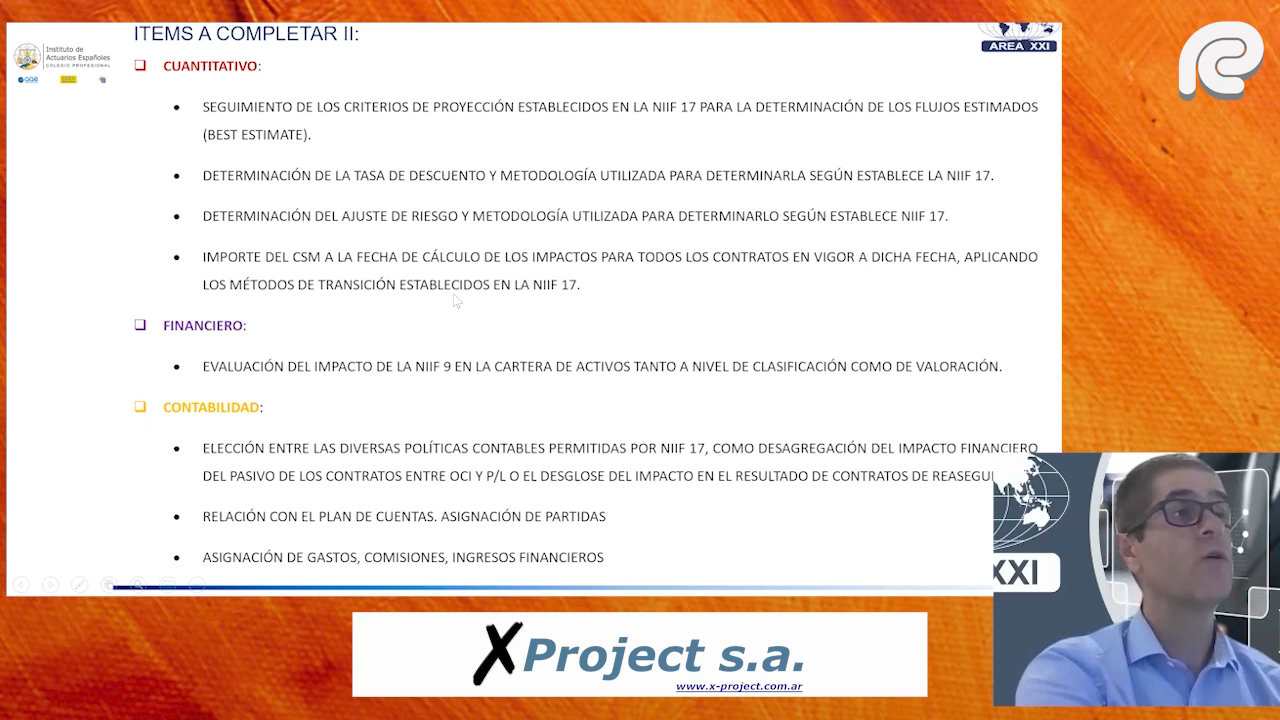 ITEMS A COMPLETAR II:
Instituto de
Actuarios Españoles
COLEGIO PROFESIONAL
AREA XXI
CUANTITATIVO:
SEGUIMIENTO DE LOS CRITERIOS DE PROYECCIÓN ESTABLECIDOS EN LA NIIF 17 PARA LA DETERMINACIÓN DE LOS FLUJOS ESTIMADOS
(BEST ESTIMATE).
DETERMINACIÓN DE LA TASA DE DESCUENTO Y METODOLOGÍA UTILIZADA PARA DETERMINARLA SEGÚN ESTABLECE LA NIIF 17.
DETERMINACIÓN DEL AJUSTE DE RIESGO Y METODOLOGÍA UTILIZADA PARA DETERMINARLO SEGÚN ESTABLECE NIIF 17.
IMPORTE DEL CSM A LA FECHA DE CÁLCULO DE LOS IMPACTOS PARA TODOS LOS CONTRATOS EN VIGOR A DICHA FECHA, APLICANDO
LOS MÉTODOS DE TRANSICIÓN ESTABLECIDOS EN LA NIIF 17.
FINANCIERO:
EVALUACIÓN DEL IMPACTO DE LA NIIF 9 EN LA CARTERA DE ACTIVOS TANTO A NIVEL DE CLASIFICACIÓN COMO DE VALORACIÓN.
CONTABILIDAD:
ELECCIÓN ENTRE LAS DIVERSAS POLÍTICAS CONTABLES PERMITIDAS POR NIIF 17, COMO DESAGREGACIÓN DEL IMPACTO FINANCIERO
DEL PASIVO DE LOS CONTRATOS ENTRE OCI Y P/L O EL DESGLOSE DEL IMPACTO EN EL RESULTADO DE CONTRATOS DE
RELACIÓN CON EL PLAN DE CUENTAS. ASIGNACIÓN DE PARTIDAS
ASIGNACIÓN DE GASTOS, COMISIONES, INGRESOS FINANCIEROS
XXI
XProject s.a.
www.x-project.com.ar